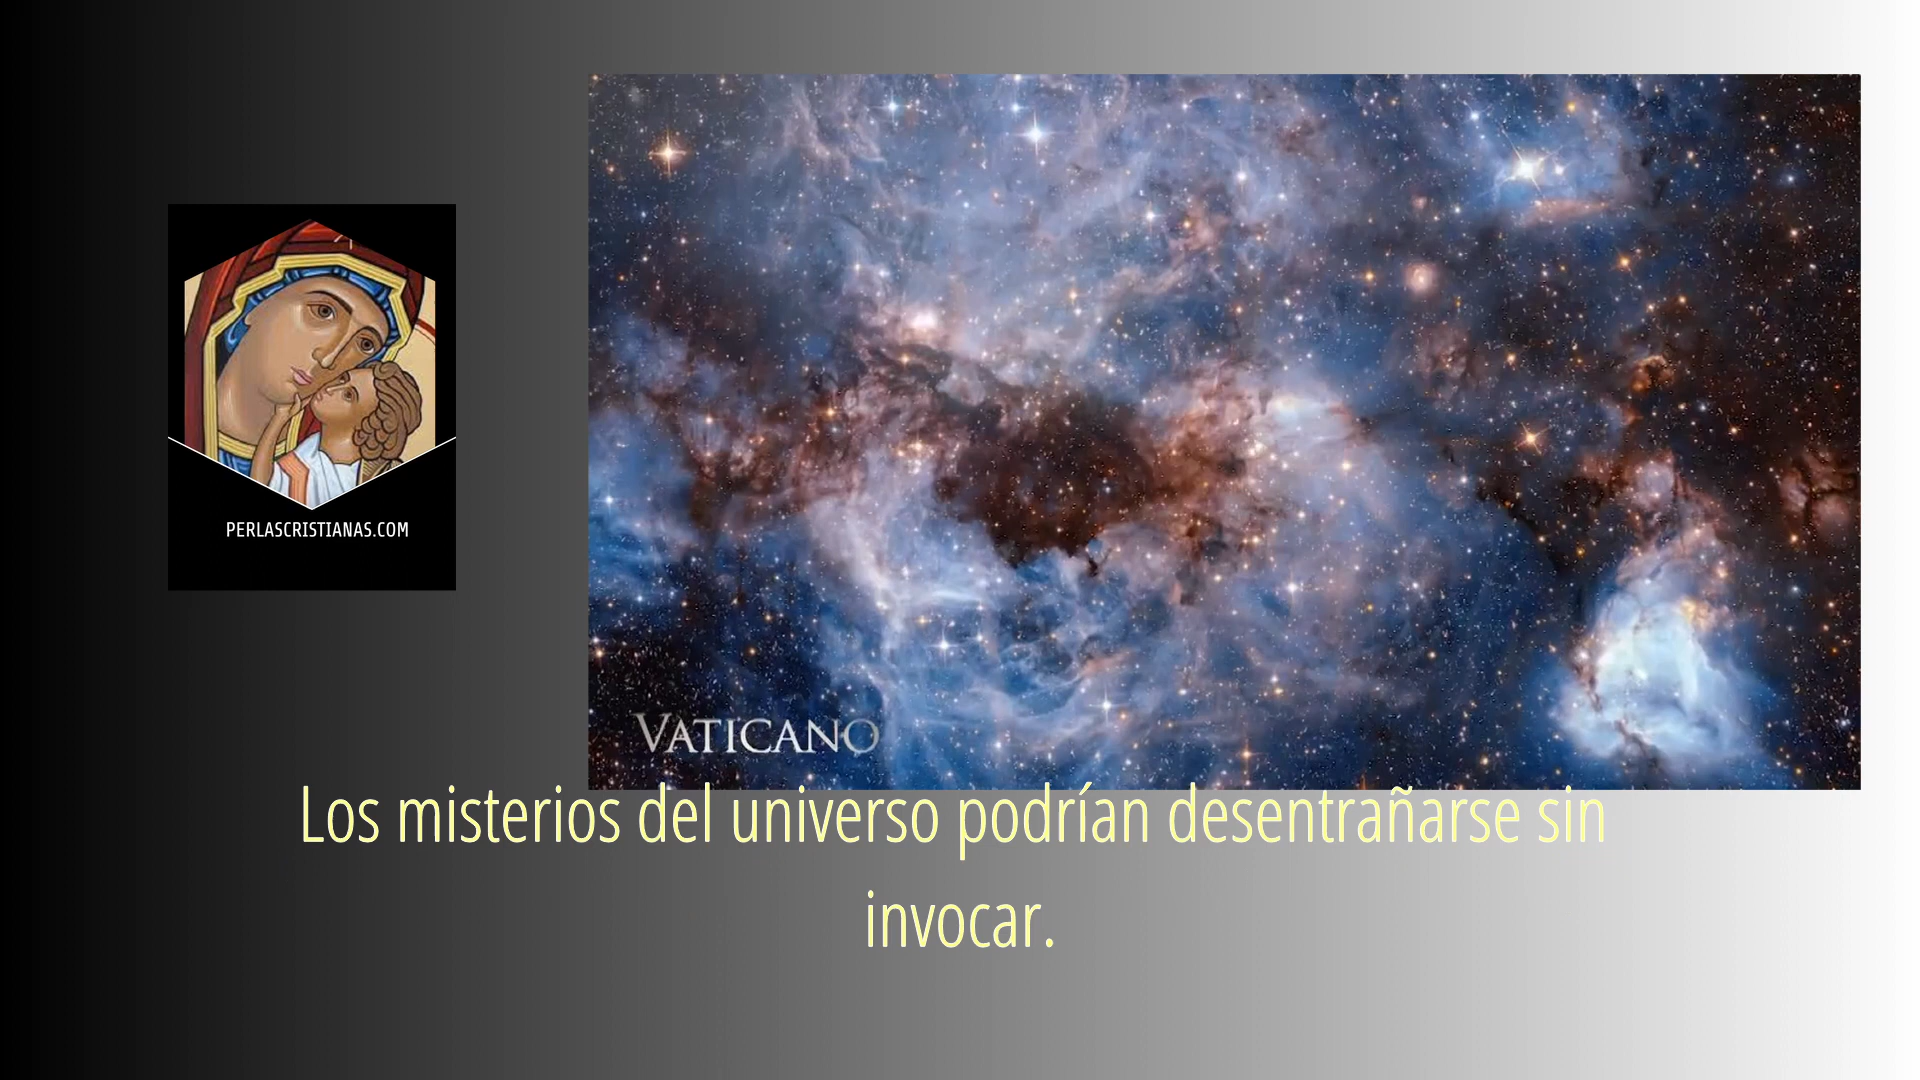 PERLASCRISTIANAS.COM
VATICANO
Los misterios del universo podrían desentrañarse sin
invocar.